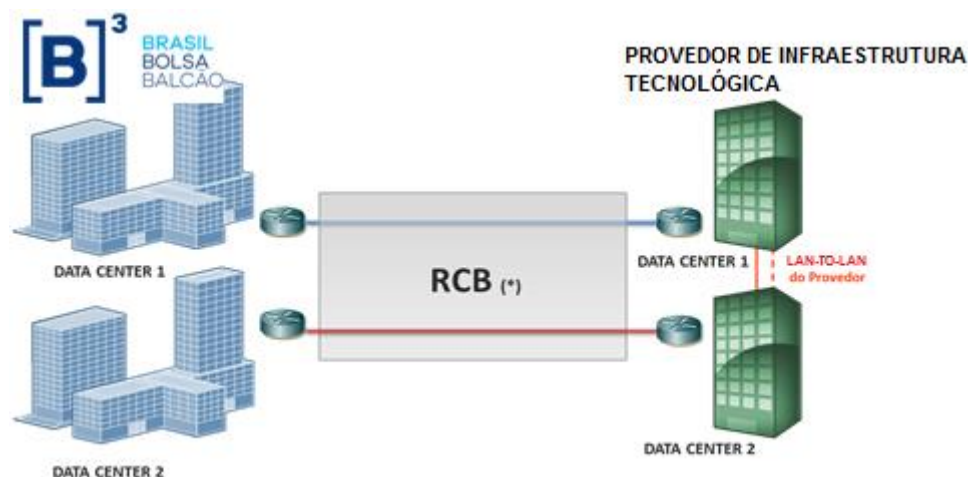 [B]³
BRASIL
BOLSA
BALCÃO
PROVEDOR DE INFRAESTRUTURA
TECNOLÓGICA
DATA CENTER 1
DATA CENTER 1
LAN-TO-LAN
do Provedor
RCB (*)
DATA CENTER 2
DATA CENTER 2